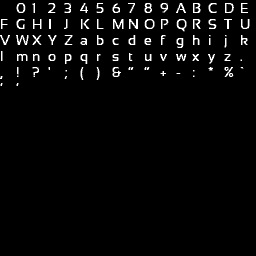 0 1 2 3 4 5 6 7 8 9 A B C D E
F G H I J K L M N O P Q R S T U
V W X Y Z a b c d e f g h i j k
l m n o p q r s t u v w x y z .
, ! ? ' ; ( ) & “ “ + - : * % `
‘ ‘